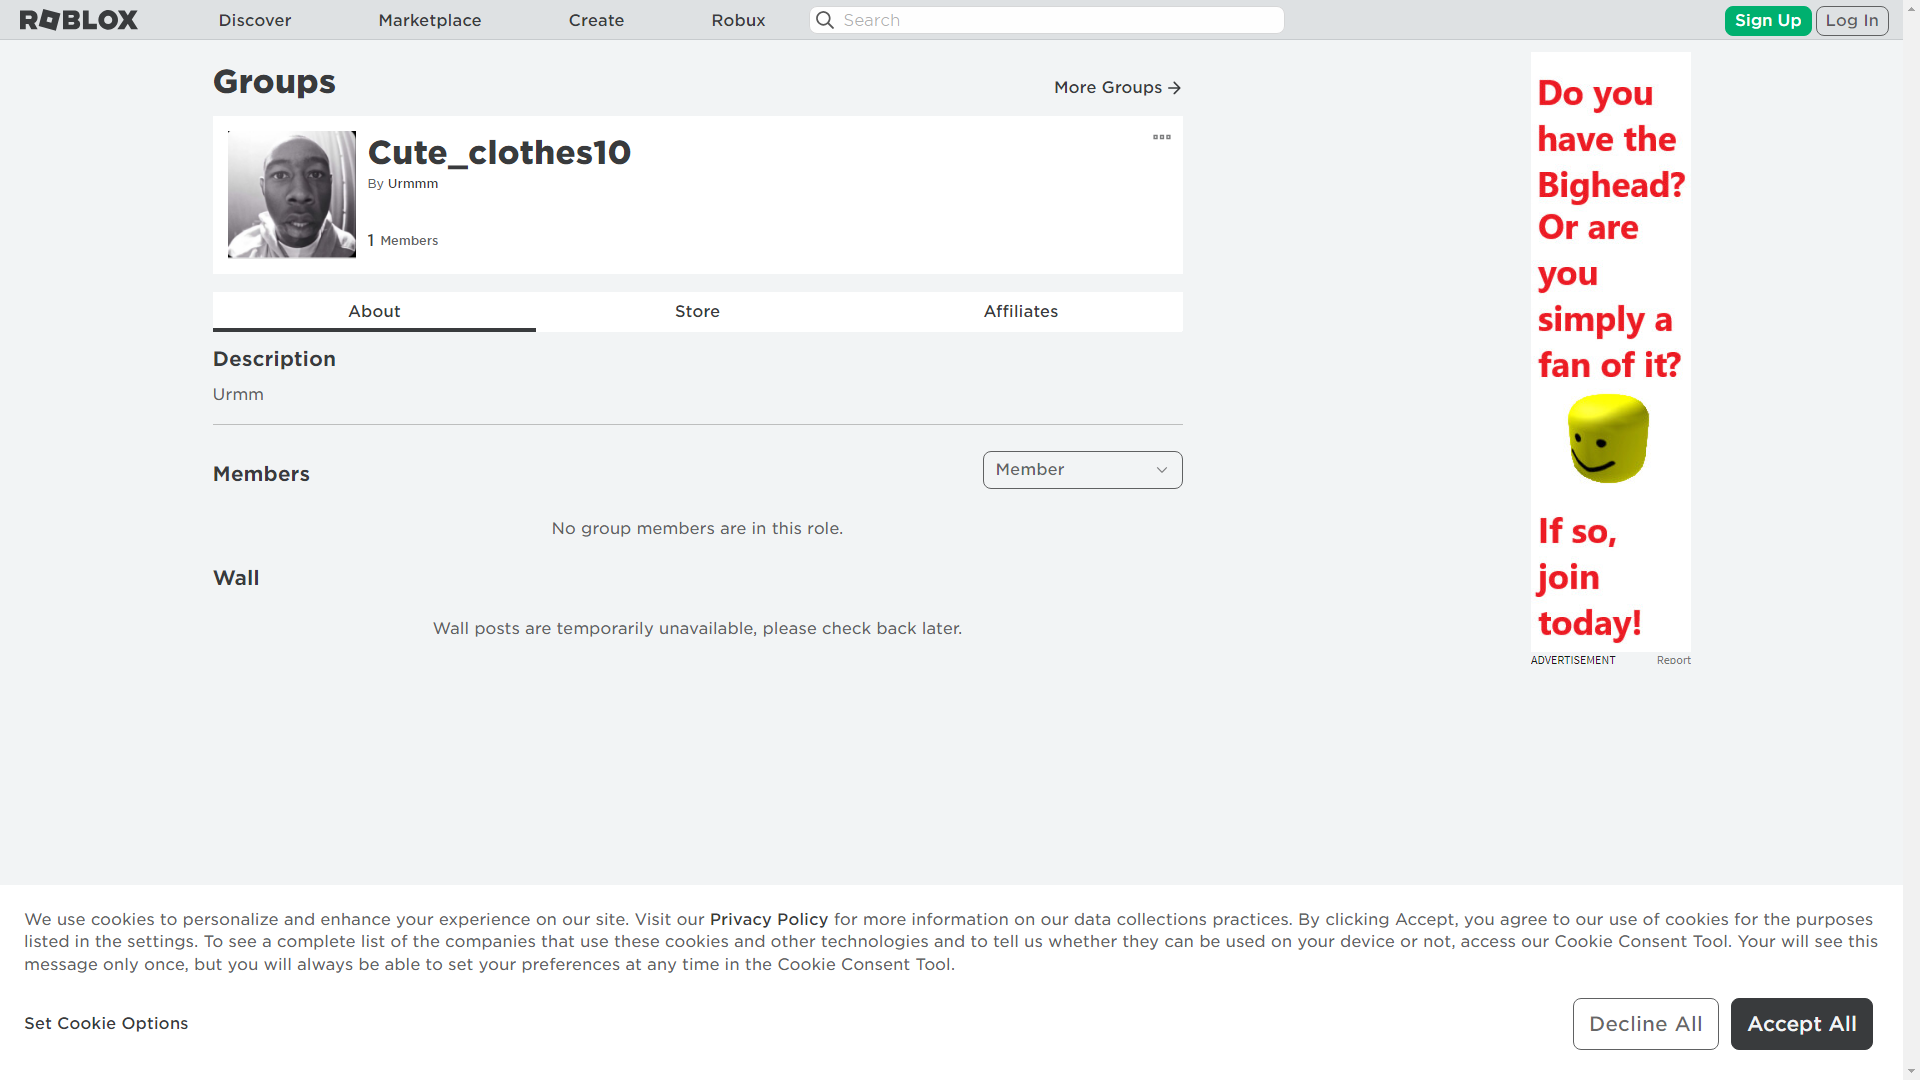 ROBLOX Discover Marketplace Create Robux Search Sign Up Log In
Groups
More Groups
Cute_clothes10
By Urmmm
1 Members
About Store Affiliates
Description
Urmm
Members
Member
No group members are in this role.
Wall
Wall posts are temporarily unavailable, please check back later.
Do you
have the
Bighead?
Or are
you
simply a
fan of it?
If so,
join
today!
ADVERTISEMENT Report
We use cookies to personalize and enhance your experience on our site. Visit our Privacy Policy for more information on our data collections practices. By clicking Accept, you agree to our use of cookies for the purposes
listed in the settings. To see a complete list of the companies that use these cookies and other technologies and to tell us whether they can be used on your device or not, access our Cookie Consent Tool. Your will see this
message only once, but you will always be able to set your preferences at any time in the Cookie Consent Tool.
Set Cookie Options
Decline All
Accept All